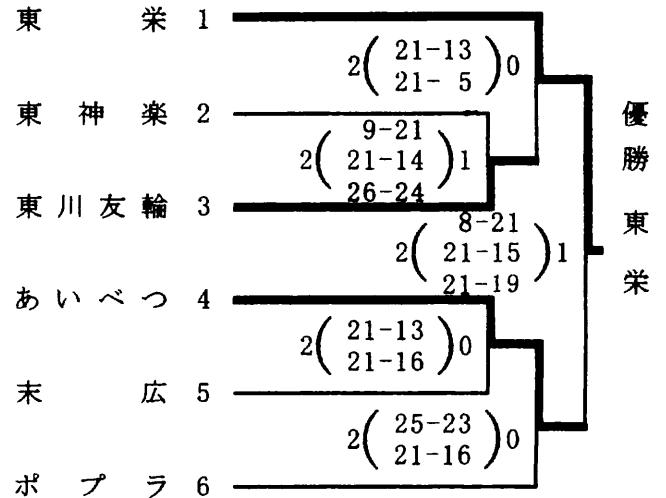 東栄 1
2( 21-13 )0
21- 5
東神楽 2
9-21
2( 21-14 )1
26-24
東川友輪 3
8-21
2( 21-15 )1
21-19
あいべつ 4
2( 21-13 )0
21-16
末広 5
2( 25-23 )0
21-16
ポプラ 6
優勝 東栄